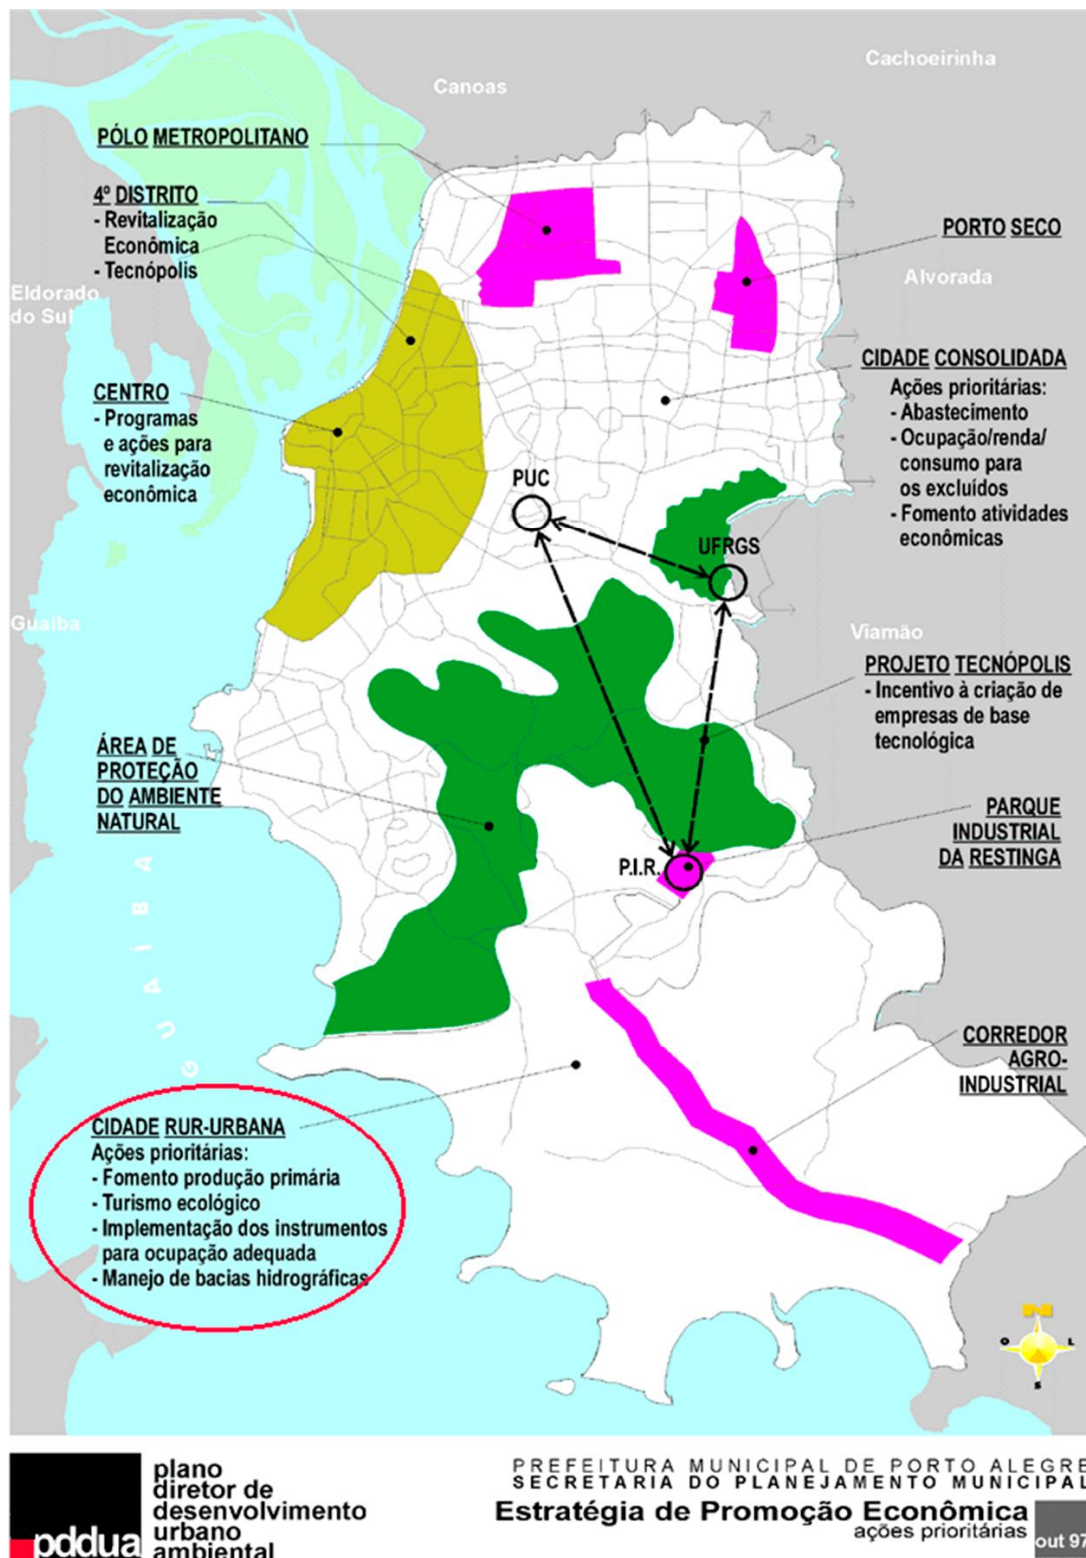 Cachoeirinha
Canoas
PÓLO METROPOLITANO
4º DISTRITO
- Revitalização
Econômica
- Tecnópolis
PORTO SECO
Eldorado
do Sul
Alvorada
CENTRO
- Programas
e ações para
revitalização
econômica
CIDADE CONSOLIDADA
Ações prioritárias:
- Abastecimento
- Ocupação/renda/
consumo para
os excluídos
- Fomento atividades
econômicas
PUC
UFRGS
Guaíba
Viamão
PROJETO TECNÓPOLIS
- Incentivo à criação de
empresas de base
tecnológica
ÁREA DE
PROTEÇÃO
DO AMBIENTE
NATURAL
PARQUE
INDUSTRIAL
DA RESTINGA
P.I.R.
GUAÍBA
CORREDOR
AGRO-
INDUSTRIAL
CIDADE RUR-URBANA
Ações prioritárias:
- Fomento produção primária
- Turismo ecológico
- Implementação dos instrumentos
para ocupação adequada
- Manejo de bacias hidrográficas
N
O L
S
pddua
plano
diretor de
desenvolvimento
urbano
ambiental
PREFEITURA MUNICIPAL DE PORTO ALEGRE
SECRETARIA DO PLANEJAMENTO MUNICIPAL
Estratégia de Promoção Econômica
ações prioritárias
out 97